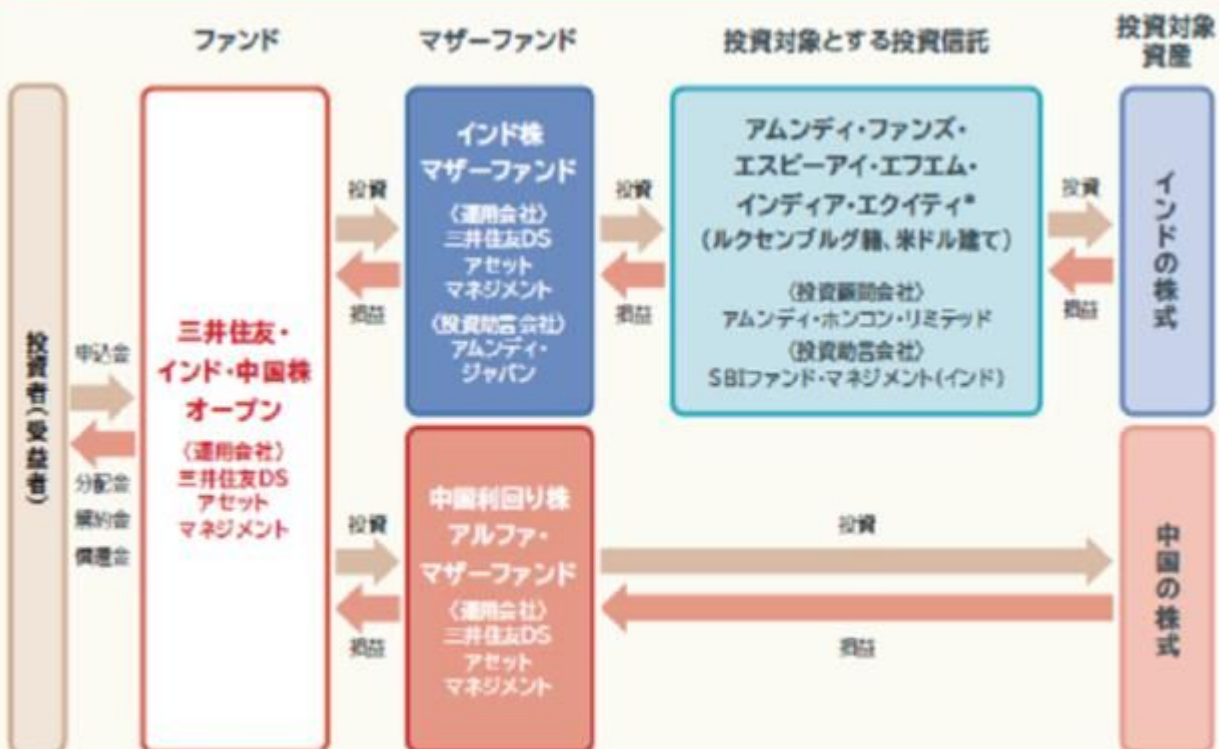 ファンド
マザーファンド
投資対象とする投資信託
投資対象
資産
投資者(受益者)
申込金
分配金
解約金
償還金
三井住友・
インド・中国株
オープン
〈運用会社〉
三井住友DS
アセット
マネジメント
投資
損益
インド株
マザーファンド
〈運用会社〉
三井住友DS
アセット
マネジメント
〈投資助言会社〉
アムンディ・
ジャパン
投資
損益
アムンディ・ファンズ・
エスビーアイ・エフエム・
インディア・エクイティ*
(ルクセンブルグ籍、米ドル建て)
〈投資顧問会社〉
アムンディ・ホンコン・リミテッド
〈投資助言会社〉
SBIファンド・マネジメント(インド)
投資
損益
インドの株式
投資
損益
中国利回り株
アルファ・
マザーファンド
〈運用会社〉
三井住友DS
アセット
マネジメント
投資
損益
中国の株式